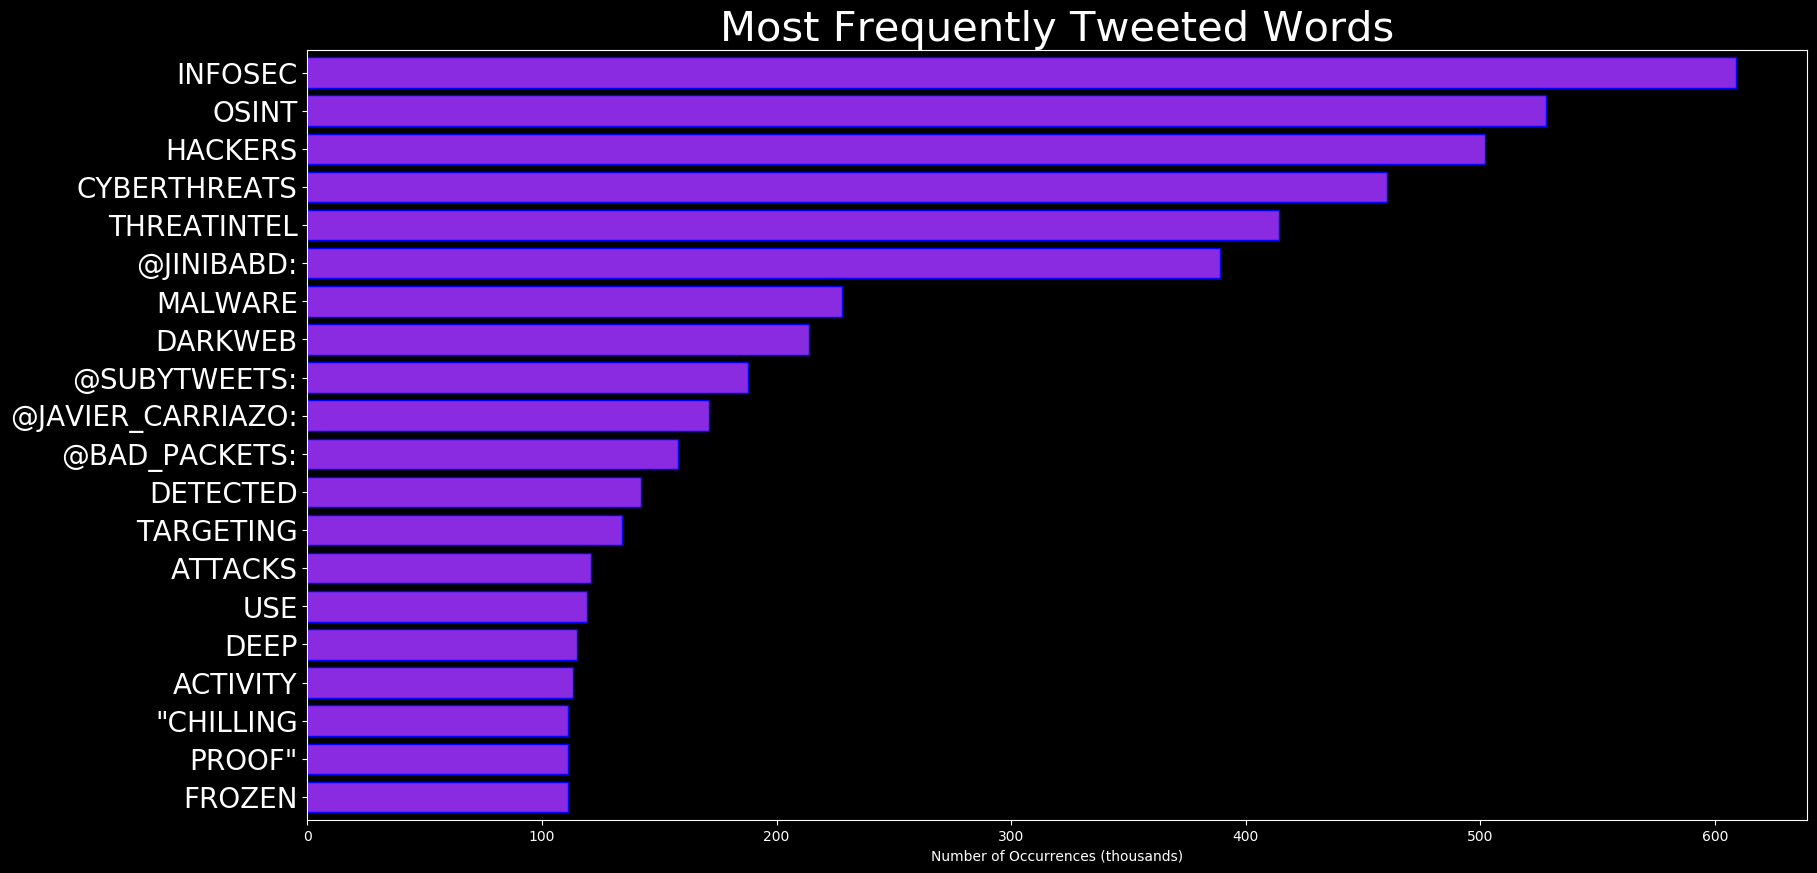 Most Frequently Tweeted Words
INFOSEC
OSINT
HACKERS
CYBERTHREATS
THREATINTEL
@JINIBABD:
MALWARE
DARKWEB
@SUBYTWEETS:
@JAVIER_CARRIAZO:
@BAD_PACKETS:
DETECTED
TARGETING
ATTACKS
USE
DEEP
ACTIVITY
"CHILLING
PROOF"
FROZEN
0 100 200 300 400 500 600
Number of Occurrences (thousands)